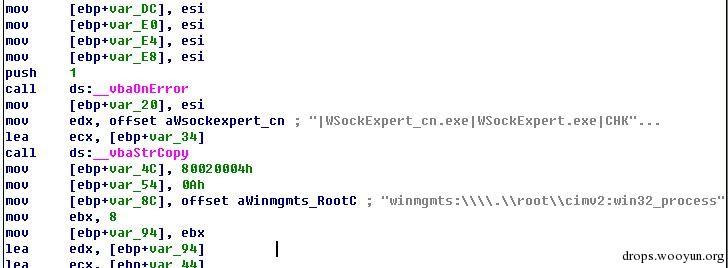 mov [ebp+var_DC], esi
mov [ebp+var_E0], esi
mov [ebp+var_E4], esi
mov [ebp+var_E8], esi
push 1
call ds:__vbaOnError
mov [ebp+var_20], esi
mov edx, offset aWsockexpert_cn ; "|WSockExpert_cn.exe|WSockExpert.exe|CHK"...
lea ecx, [ebp+var_34]
call ds:__vbaStrCopy
mov [ebp+var_4C], 80020004h
mov [ebp+var_54], 0Ah
mov [ebp+var_8C], offset aWinmgmts_RootC ; "winmgmts:\\\\.\\root\\cimv2:win32_process"
mov ebx, 8
mov [ebp+var_94], ebx
lea edx, [ebp+var_94]
lea ecx, [ebp+var_44]
drops.wooyun.org